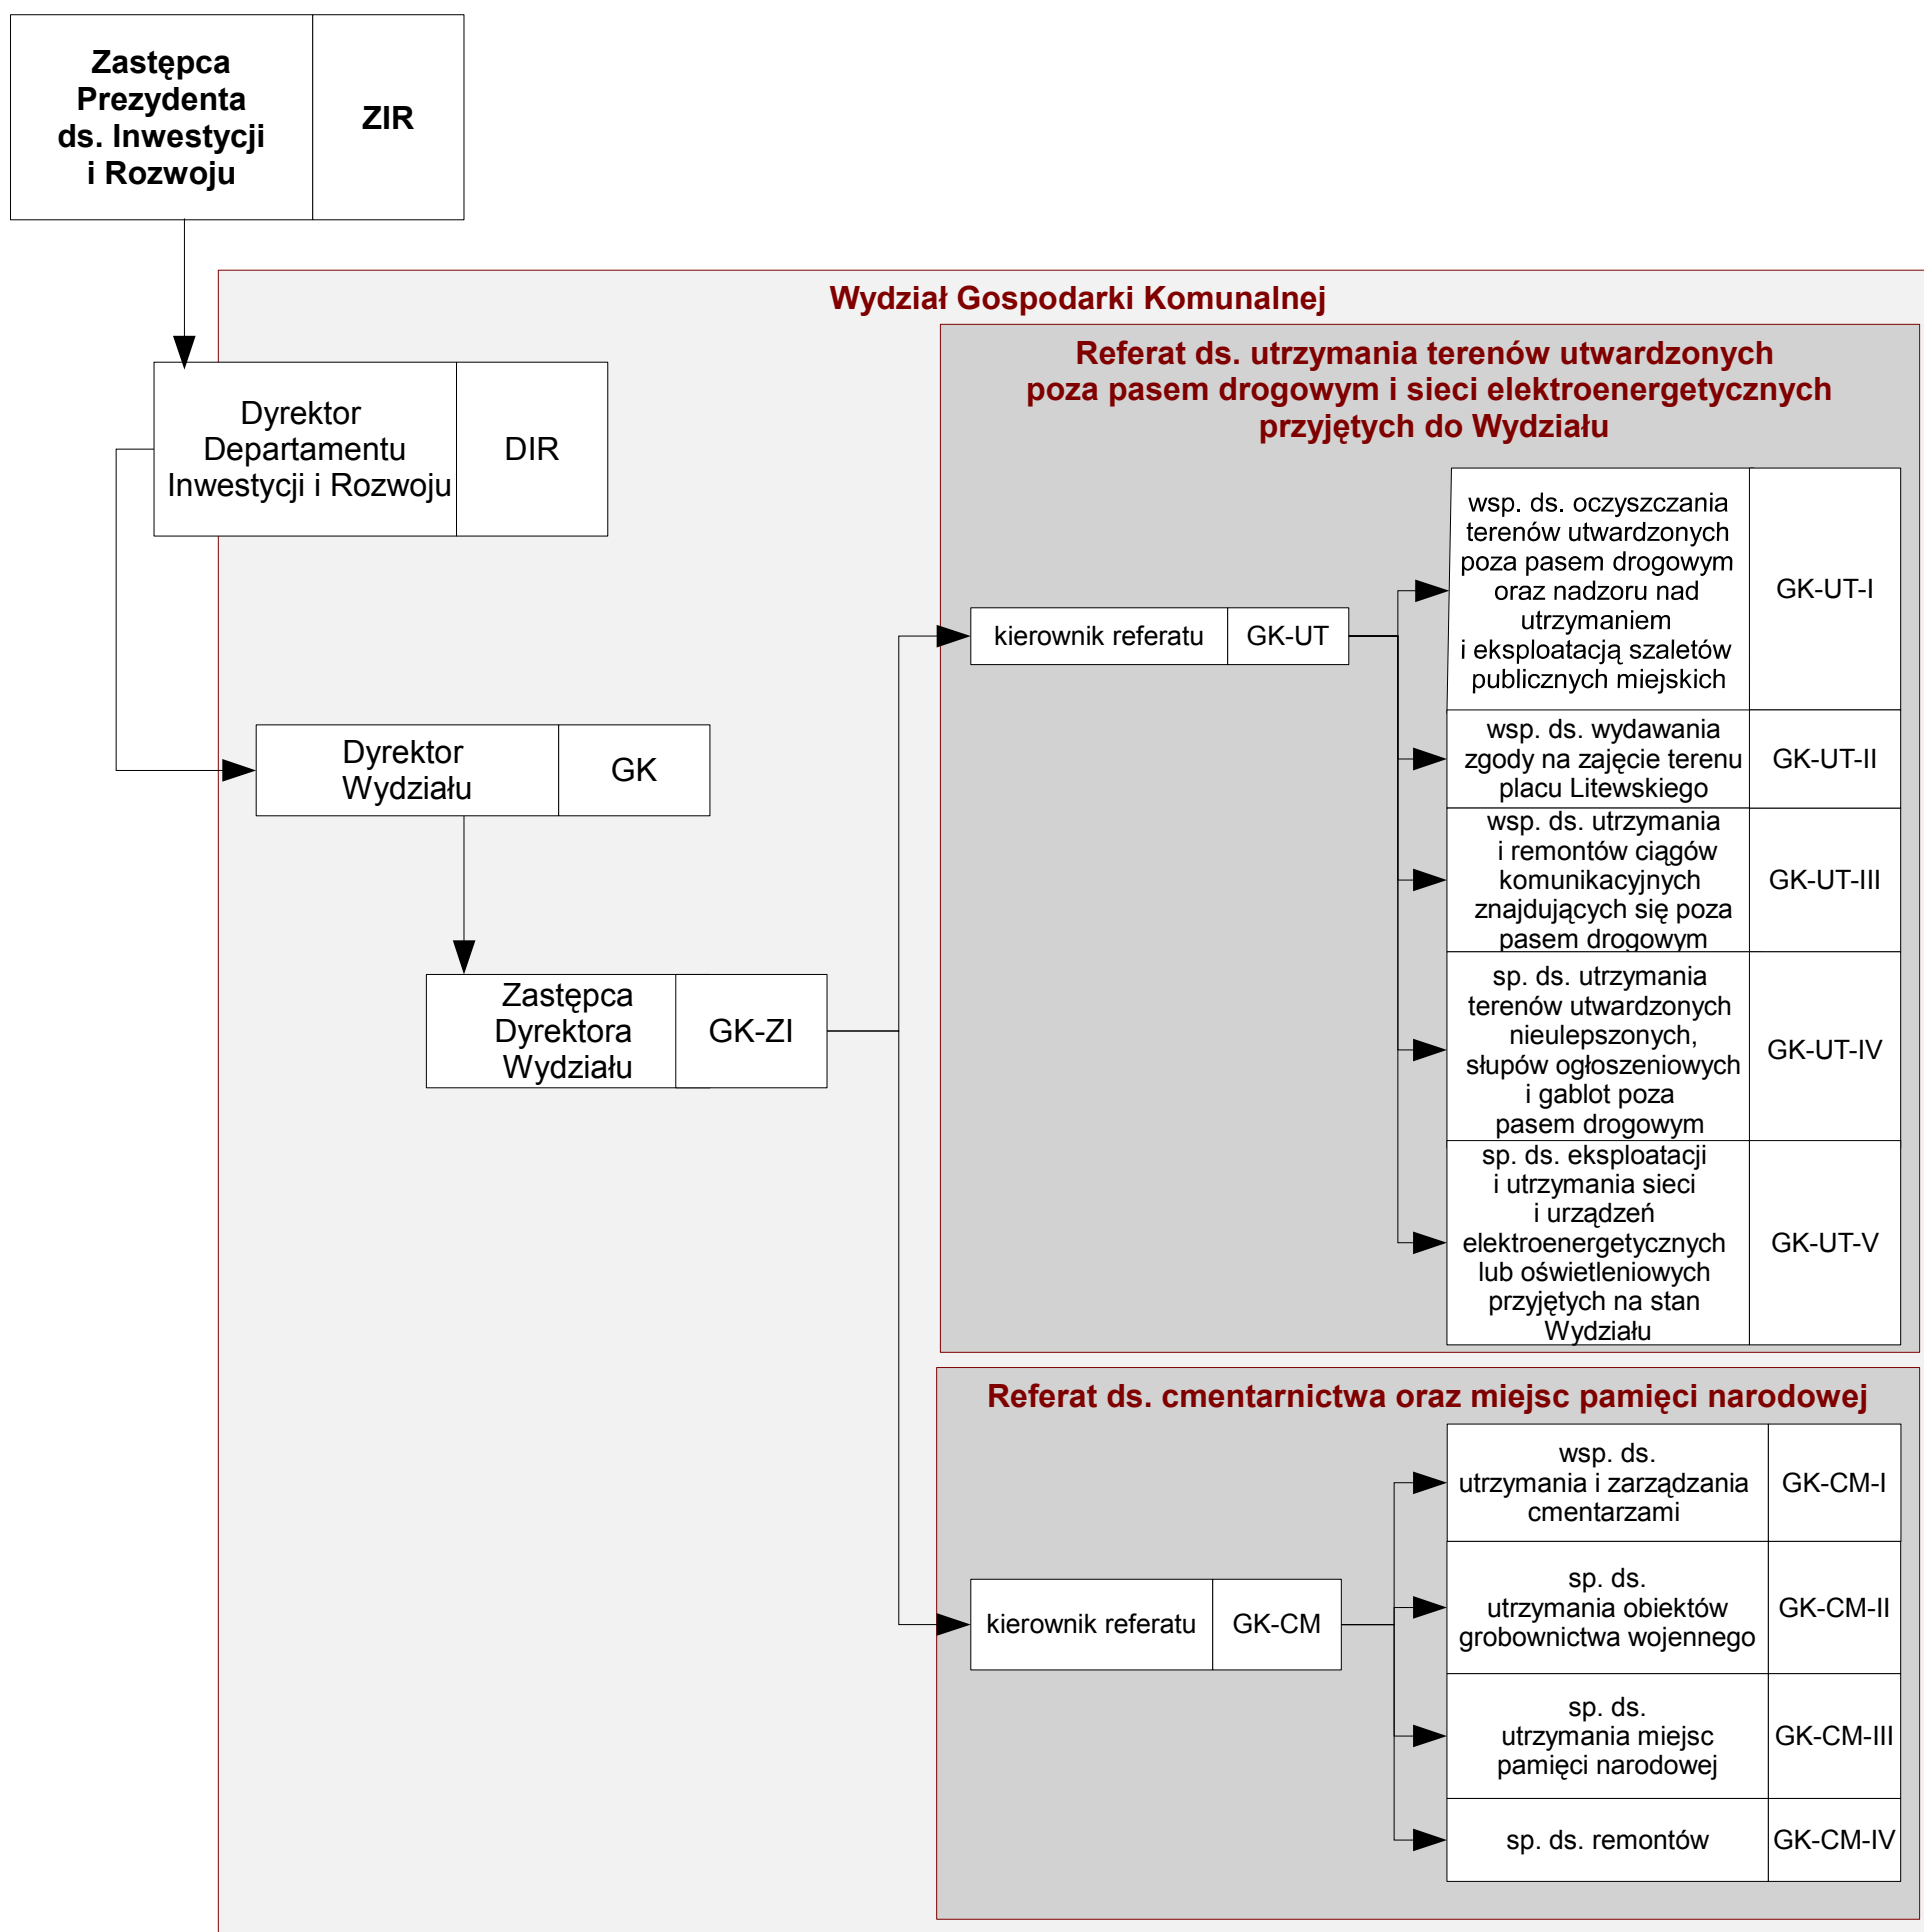 Zastępca
Prezydenta
ds. Inwestycji
i Rozwoju
ZIR
Wydział Gospodarki Komunalnej
Dyrektor
Departamentu
Inwestycji i Rozwoju
DIR
Dyrektor
Wydziału
GK
Zastępca
Dyrektora
Wydziału
GK-ZI
Referat ds. utrzymania terenów utwardzonych
poza pasem drogowym i sieci elektroenergetycznych
przyjętych do Wydziału
kierownik referatu
GK-UT
wsp. ds. oczyszczania
terenów utwardzonych
poza pasem drogowym
oraz nadzoru nad
utrzymaniem
i eksploatacją szaletów
publicznych miejskich
GK-UT-I
wsp. ds. wydawania
zgody na zajęcie terenu
placu Litewskiego
GK-UT-II
wsp. ds. utrzymania
i remontów ciągów
komunikacyjnych
znajdujących się poza
pasem drogowym
GK-UT-III
sp. ds. utrzymania
terenów utwardzonych
nieulepszonych,
słupów ogłoszeniowych
i gablot poza
pasem drogowym
GK-UT-IV
sp. ds. eksploatacji
i utrzymania sieci
i urządzeń
elektroenergetycznych
lub oświetleniowych
przyjętych na stan
Wydziału
GK-UT-V
Referat ds. cmentarnictwa oraz miejsc pamięci narodowej
kierownik referatu
GK-CM
wsp. ds.
utrzymania i zarządzania
cmentarzami
GK-CM-I
sp. ds.
utrzymania obiektów
grobownictwa wojennego
GK-CM-II
sp. ds.
utrzymania miejsc
pamięci narodowej
GK-CM-III
sp. ds. remontów
GK-CM-IV